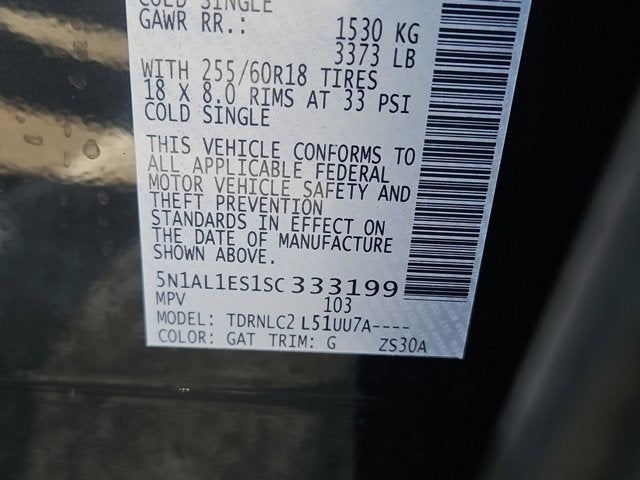 COLD SINGLE
GAWR RR.: 1530 KG
3373 LB
WITH 255/60R18 TIRES
18 X 8.0 RIMS AT 33 PSI
COLD SINGLE
THIS VEHICLE CONFORMS TO
ALL APPLICABLE FEDERAL
MOTOR VEHICLE SAFETY AND
THEFT PREVENTION
STANDARDS IN EFFECT ON
THE DATE OF MANUFACTURE
SHOWN ABOVE.
5N1AL1ES1SC333199
MPV 103
MODEL: TDRNLC2 L51UU7A----
COLOR: GAT TRIM: G ZS30A